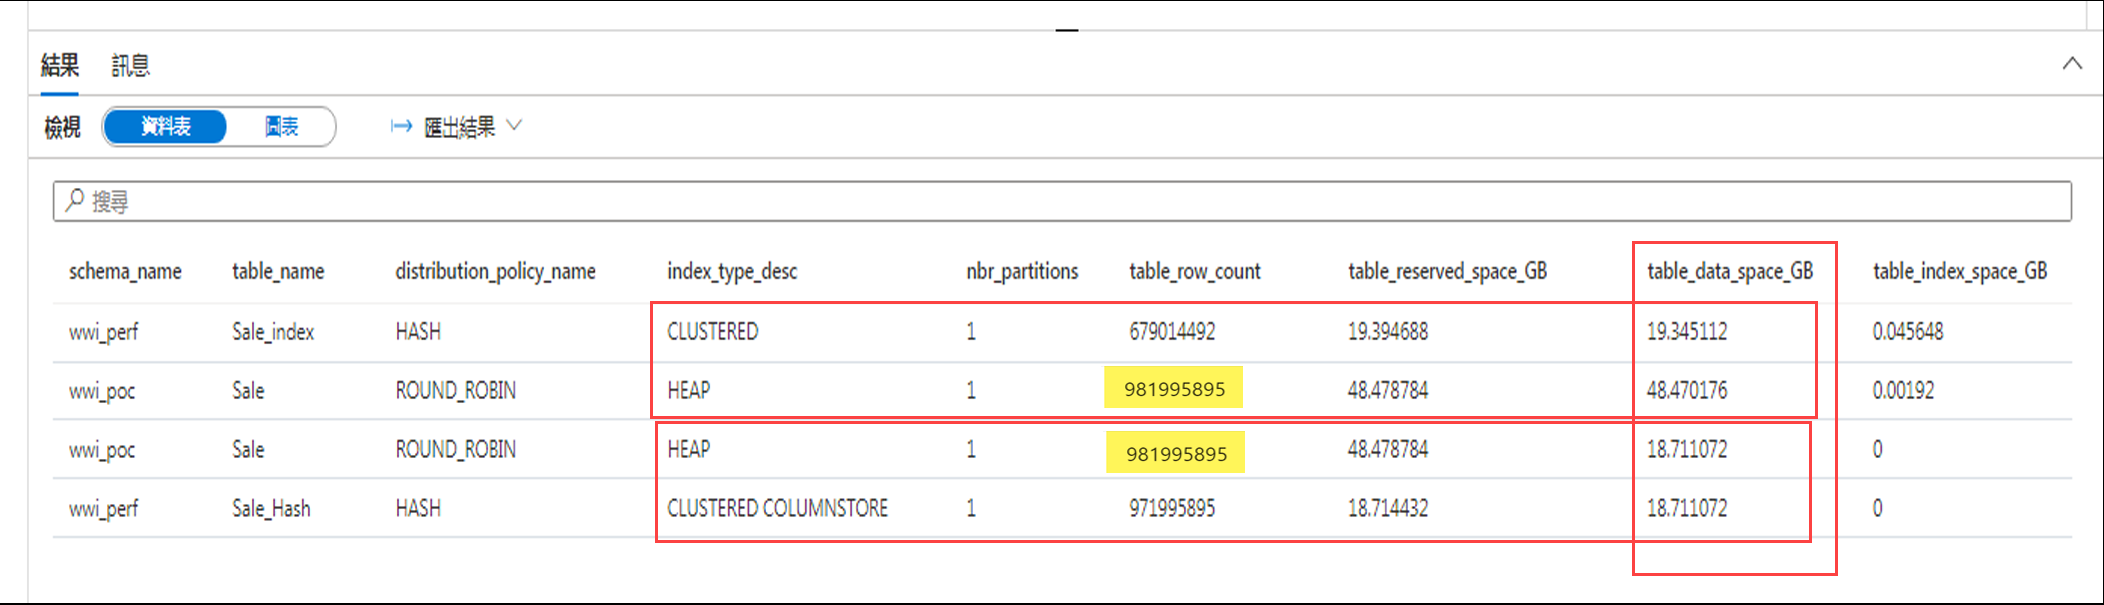 結果 訊息
檢視 資料表 圖表 匯出結果
搜尋
schema_name table_name distribution_policy_name index_type_desc nbr_partitions table_row_count table_reserved_space_GB table_data_space_GB table_index_space_GB
wwi_perf Sale_index HASH CLUSTERED 1 679014492 19.394688 19.345112 0.045648
wwi_poc Sale ROUND_ROBIN HEAP 1 981995895 48.478784 48.470176 0.00192
wwi_poc Sale ROUND_ROBIN HEAP 1 981995895 48.478784 18.711072 0
wwi_perf Sale_Hash HASH CLUSTERED COLUMNSTORE 1 971995895 18.714432 18.711072 0